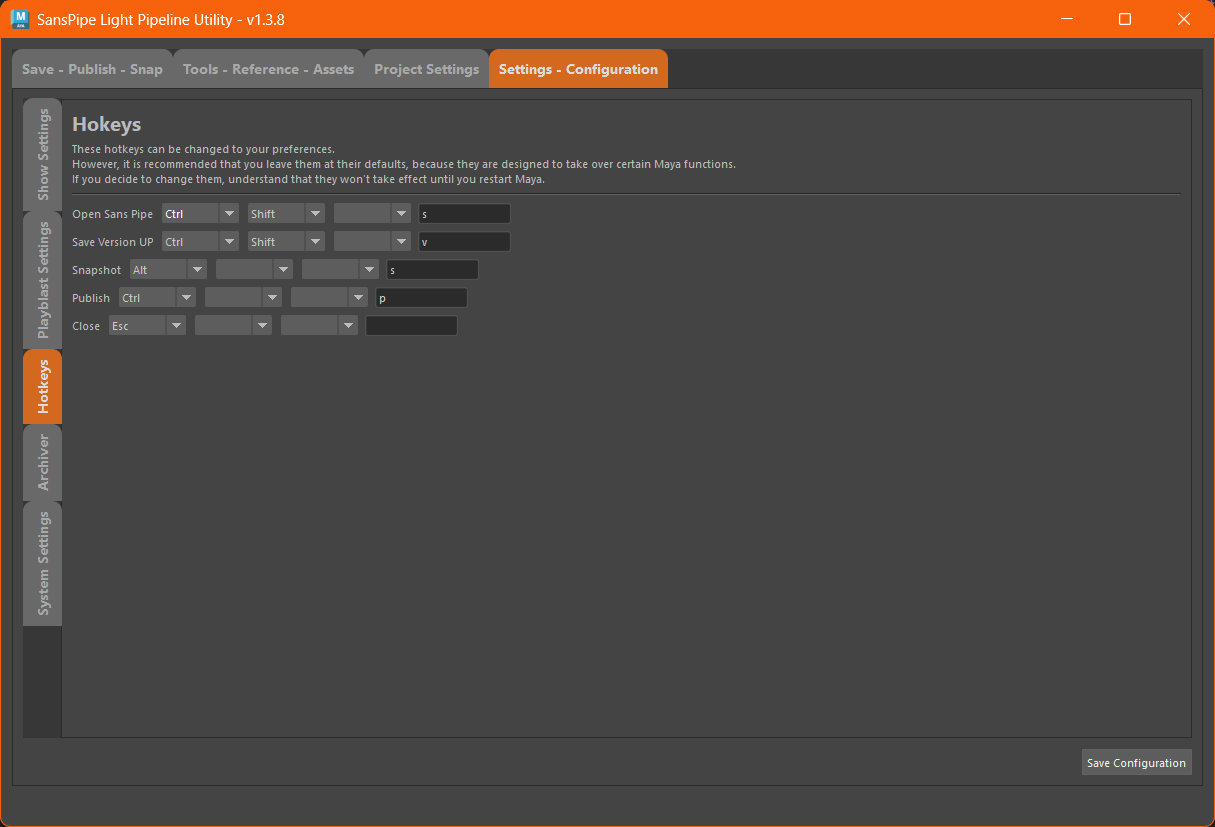 M
MAYA
SansPipe Light Pipeline Utility - v1.3.8
Save - Publish - Snap
Tools - Reference - Assets
Project Settings
Settings - Configuration
Show Settings
Playblast Settings
Hotkeys
Archiver
System Settings
Hokeys
These hotkeys can be changed to your preferences.
However, it is recommended that you leave them at their defaults, because they are designed to take over certain Maya functions.
If you decide to change them, understand that they won't take effect until you restart Maya.
Open Sans Pipe Ctrl Shift s
Save Version UP Ctrl Shift v
Snapshot Alt s
Publish Ctrl p
Close Esc
Save Configuration